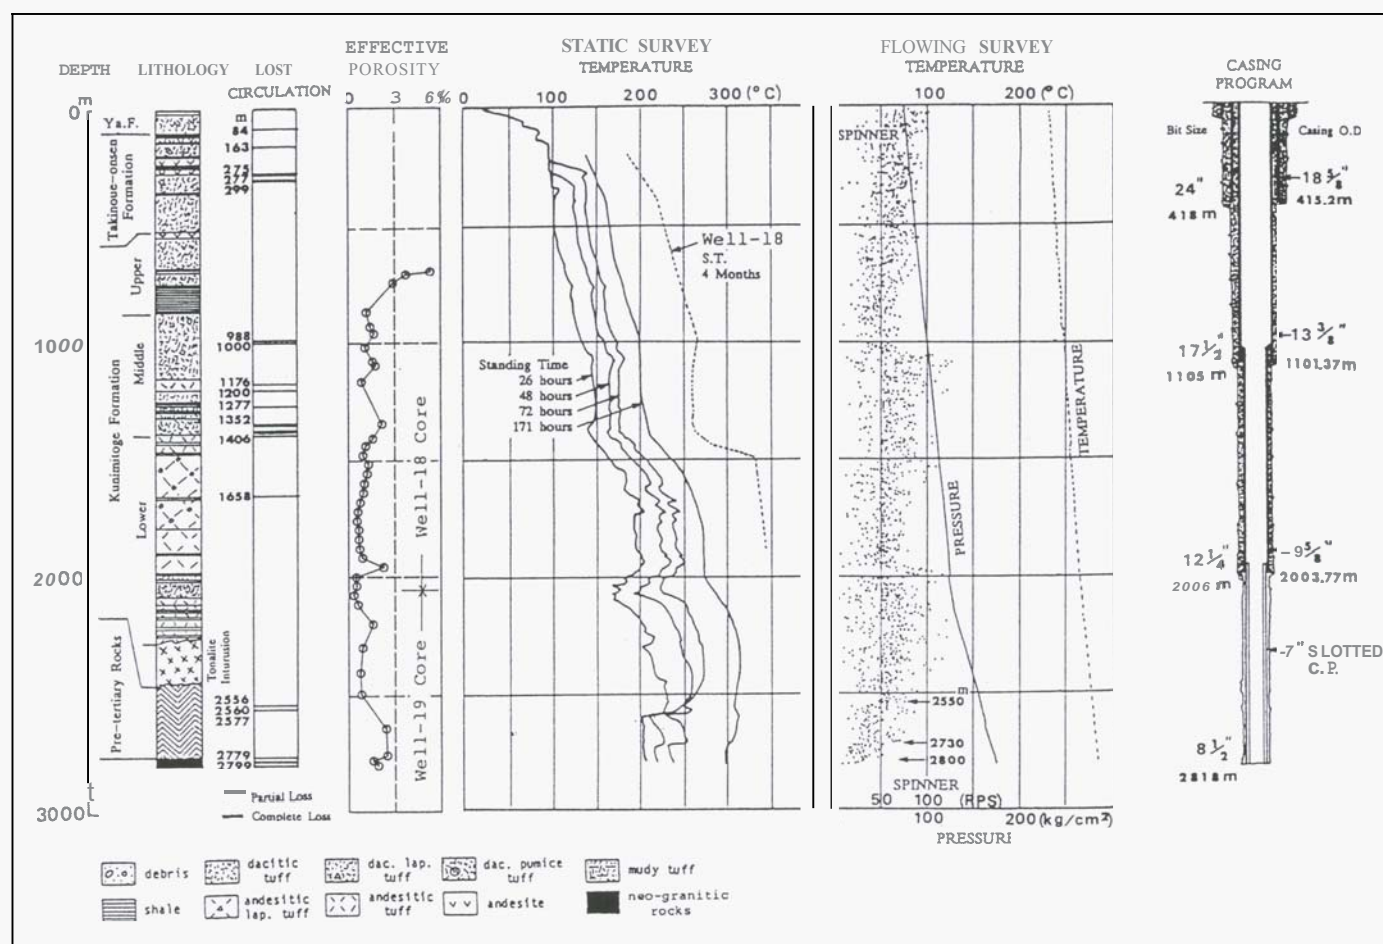 DEPTH
LITHOLOGY
LOST
CIRCULATION
EFFECTIVE
POROSITY
0 3 6%
STATIC SURVEY
TEMPERATURE
0 100 200 300 (°C)
FLOWING SURVEY
TEMPERATURE
100 200 (°C)
CASING
PROGRAM
m
0
1000
2000
3000
Ya.F.
Takinoue-onsen
Formation
Kunimitoge Formation
Upper
Middle
Lower
Pre-tertiary Rocks
Tonalite
Inturusion
m
84
163
275
277
299
988
1000
1176
1200
1277
1352
1406
1658
2556
2560
2577
2779
2799
Partial Loss
Complete Loss
Well-18 Core
Well-19 Core
Well-18
S.T.
4 Months
Standing Time
26 hours
48 hours
72 hours
171 hours
SPINNER
TEMPERATURE
PRESSURE
m
2550
2730
2800
SPINNER
50 100 (RPS)
100 200 (kg/cm²)
PRESSURI
Bit Size
Casing O.D
24"
418 m
18 5/8"
415.2m
17 1/2"
1105 m
13 3/8"
1101.37m
12 1/4"
2006 m
9 5/8"
2003.77m
7" SLOTTED
C.P.
8 1/2"
2818m
debris
dacitic
tuff
dac. lap.
tuff
dac. pumice
tuff
mudy tuff
shale
andesitic
lap. tuff
andesitic
tuff
andesite
neo-granitic
rocks